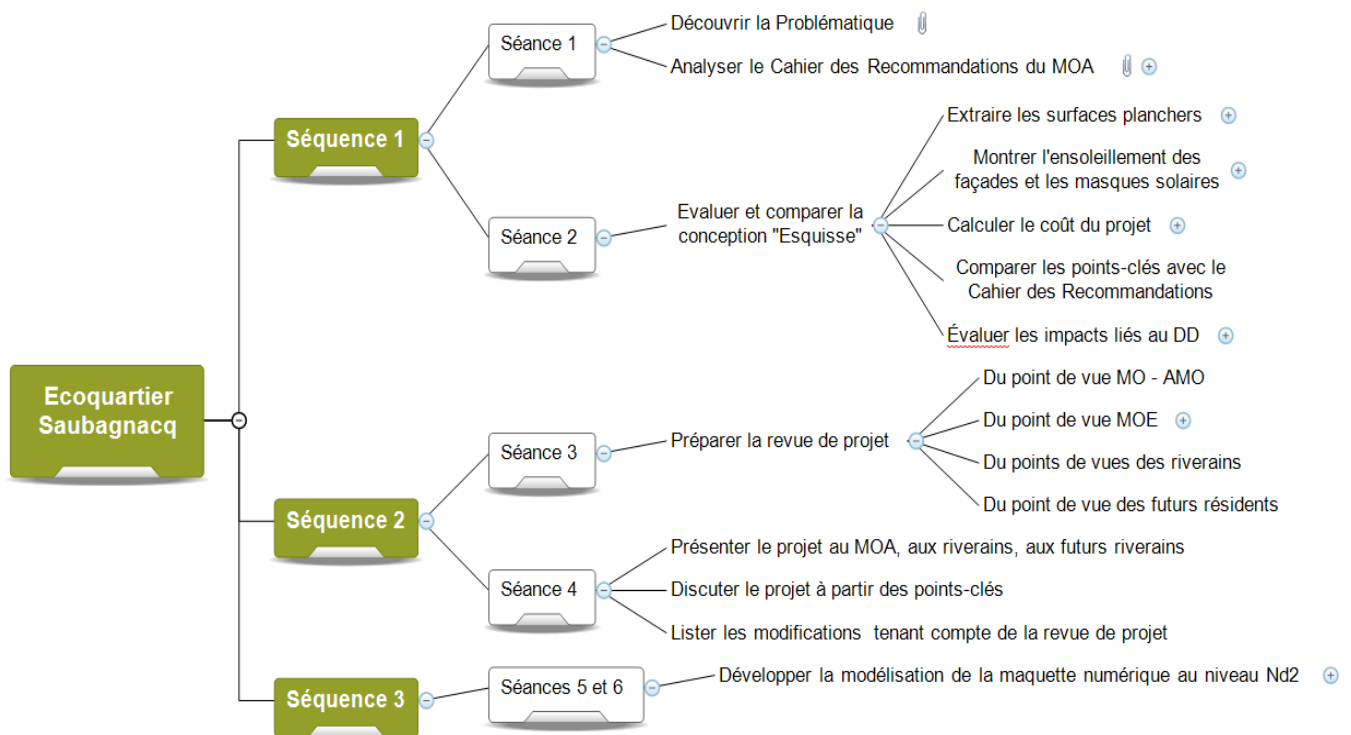 Ecoquartier
Saubagnacq
Séquence 1
Séance 1
Découvrir la Problématique
Analyser le Cahier des Recommandations du MOA
Séance 2
Evaluer et comparer la
conception "Esquisse"
Extraire les surfaces planchers
Montrer l'ensoleillement des
façades et les masques solaires
Calculer le coût du projet
Comparer les points-clés avec le
Cahier des Recommandations
Évaluer les impacts liés au DD
Séquence 2
Séance 3
Préparer la revue de projet
Du point de vue MO - AMO
Du point de vue MOE
Du points de vues des riverains
Du point de vue des futurs résidents
Séance 4
Présenter le projet au MOA, aux riverains, aux futurs riverains
Discuter le projet à partir des points-clés
Lister les modifications tenant compte de la revue de projet
Séquence 3
Séances 5 et 6
Développer la modélisation de la maquette numérique au niveau Nd2